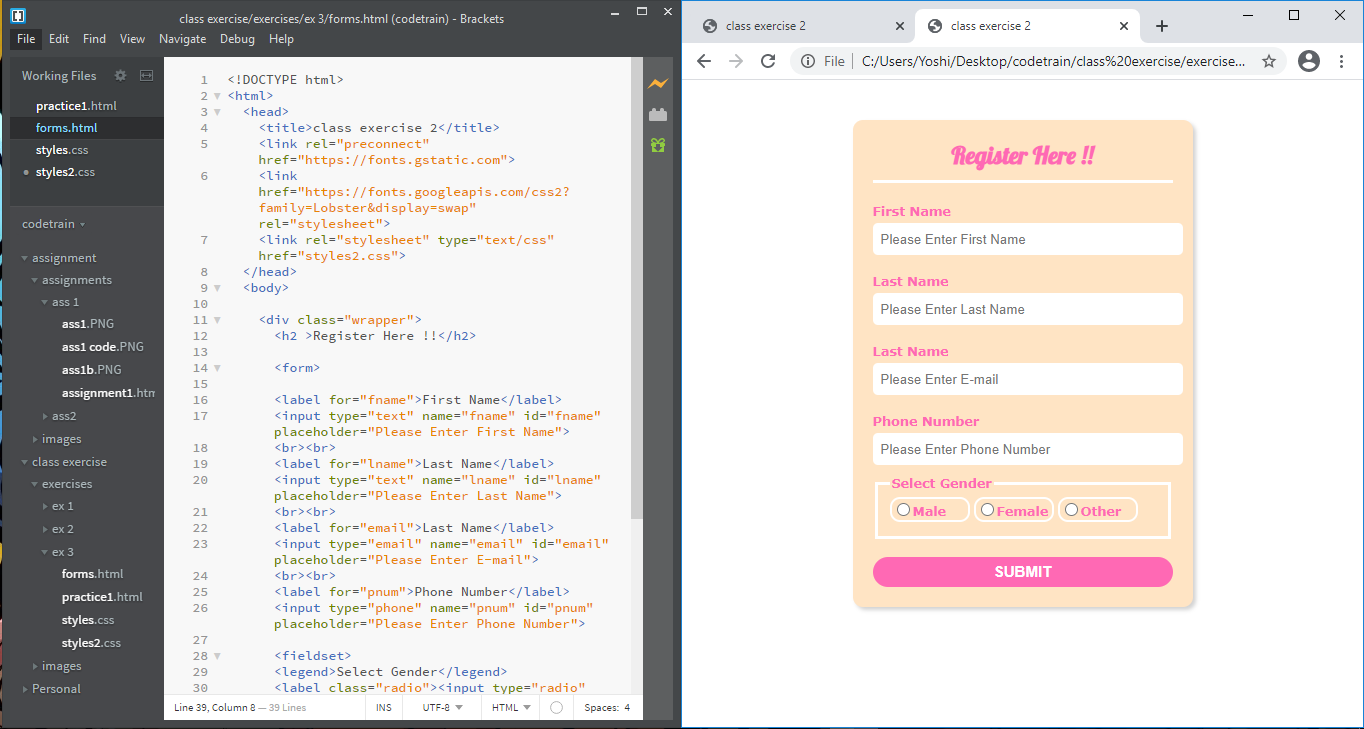 class exercise/exercises/ex 3/forms.html (codetrain) - Brackets
File Edit Find View Navigate Debug Help
Working Files
practice1.html
forms.html
styles.css
styles2.css
codetrain
assignment
assignments
ass 1
ass1.PNG
ass1 code.PNG
ass1b.PNG
assignment1.htm
ass2
images
class exercise
exercises
ex 1
ex 2
ex 3
forms.html
practice1.html
styles.css
styles2.css
images
Personal
1 <!DOCTYPE html>
2 <html>
3 <head>
4 <title>class exercise 2</title>
5 <link rel="preconnect"
href="https://fonts.gstatic.com">
6 <link
href="https://fonts.googleapis.com/css2?
family=Lobster&display=swap"
rel="stylesheet">
7 <link rel="stylesheet" type="text/css"
href="styles2.css">
8 </head>
9 <body>
10
11 <div class="wrapper">
12 <h2 >Register Here !!</h2>
13
14 <form>
15
16 <label for="fname">First Name</label>
17 <input type="text" name="fname" id="fname"
placeholder="Please Enter First Name">
18 <br><br>
19 <label for="lname">Last Name</label>
20 <input type="text" name="lname" id="lname"
placeholder="Please Enter Last Name">
21 <br><br>
22 <label for="email">Last Name</label>
23 <input type="email" name="email" id="email"
placeholder="Please Enter E-mail">
24 <br><br>
25 <label for="pnum">Phone Number</label>
26 <input type="phone" name="pnum" id="pnum"
placeholder="Please Enter Phone Number">
27
28 <fieldset>
29 <legend>Select Gender</legend>
30 <label class="radio"><input type="radio"
Line 39, Column 8 — 39 Lines INS UTF-8 HTML Spaces: 4
class exercise 2 class exercise 2
File C:/Users/Yoshi/Desktop/codetrain/class%20exercise/exercise...
Register Here !!
First Name
Please Enter First Name
Last Name
Please Enter Last Name
Last Name
Please Enter E-mail
Phone Number
Please Enter Phone Number
Select Gender
Male Female Other
SUBMIT